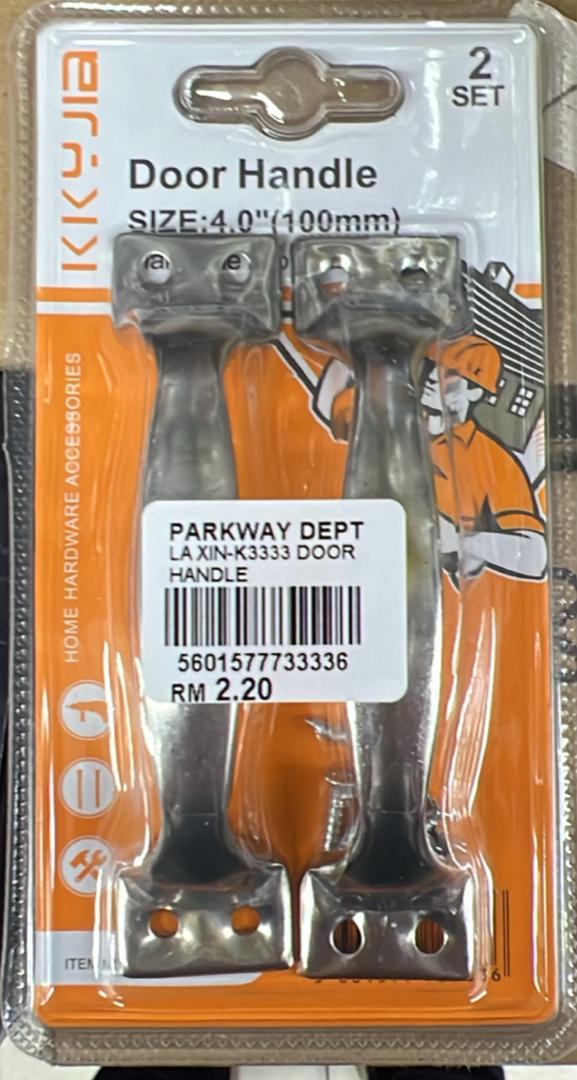 KKYJIA
2
SET
Door Handle
SIZE:4.0"(100mm)
HOME HARDWARE ACCESSORIES
PARKWAY DEPT
LA XIN-K3333 DOOR
HANDLE
5601577733336
RM 2.20
ITEM